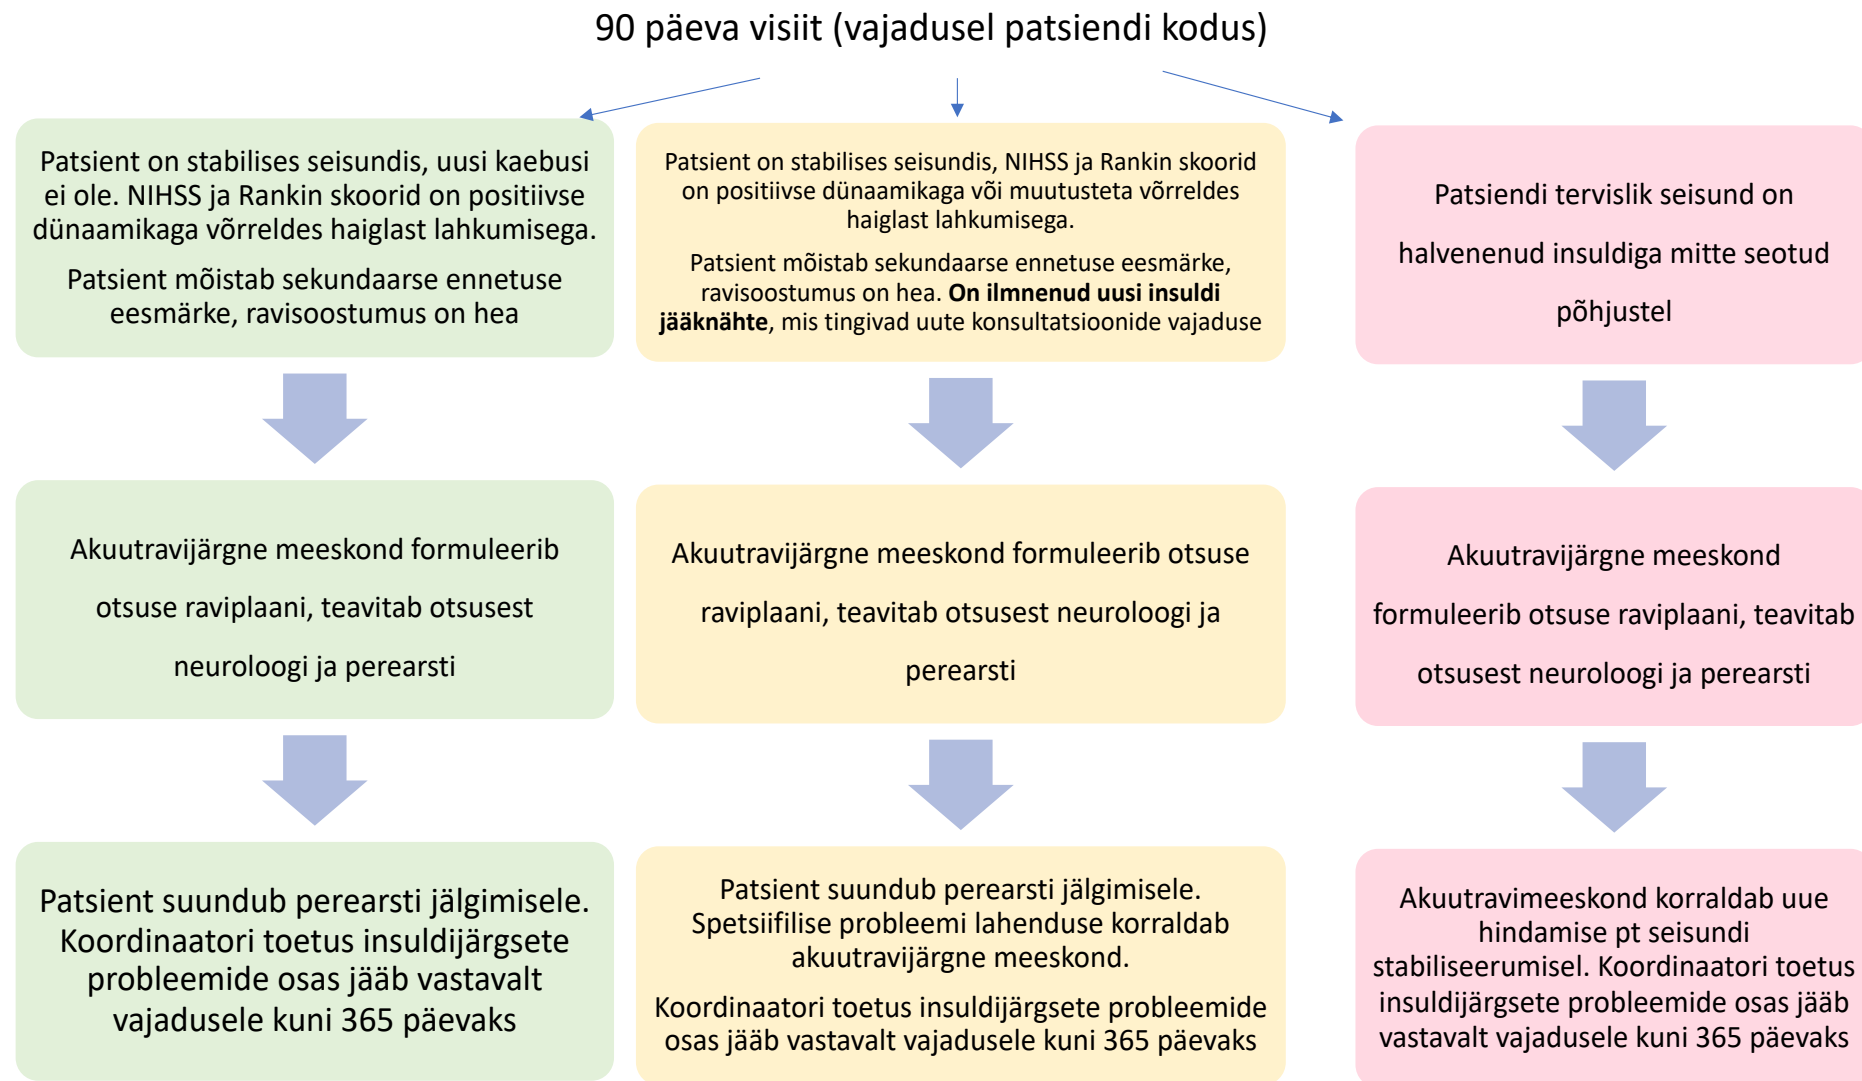 90 päeva visiit (vajadusel patsiendi kodus)
Patsient on stabiilses seisundis, uusi kaebusi
ei ole. NIHSS ja Rankin skoorid on positiivse
dünaamikaga võrreldes haiglast lahkumisega.
Patsient mõistab sekundaarse ennetuse
eesmärke, ravisoostumus on hea
Akuutravijärgne meeskond formuleerib
otsuse raviplaani, teavitab otsusest
neuroloogi ja perearsti
Patsient suundub perearsti jälgimisele.
Koordinaatori toetus insuldijärgsete
probleemide osas jääb vastavalt
vajadusele kuni 365 päevaks
Patsient on stabiilses seisundis, NIHSS ja Rankin skoorid
on positiivse dünaamikaga või muutusteta võrreldes
haiglast lahkumisega.
Patsient mõistab sekundaarse ennetuse eesmärke,
ravisoostumus on hea. On ilmnenud uusi insuldi
jääknähte, mis tingivad uute konsultatsioonide vajaduse
Akuutravijärgne meeskond formuleerib otsuse
raviplaani, teavitab otsusest neuroloogi ja
perearsti
Patsient suundub perearsti jälgimisele.
Spetsiifilise probleemi lahenduse korraldab
akuutravijärgne meeskond.
Koordinaatori toetus insuldijärgsete probleemide
osas jääb vastavalt vajadusele kuni 365 päevaks
Patsiendi tervislik seisund on
halvenenud insuldiga mitte seotud
põhjustel
Akuutravijärgne meeskond
formuleerib otsuse raviplaani, teavitab
otsusest neuroloogi ja perearsti
Akuutravimeeskond korraldab uue
hindamise pt seisundi
stabiliseerumisel. Koordinaatori toetus
insuldijärgsete probleemide osas jääb
vastavalt vajadusele kuni 365 päevaks